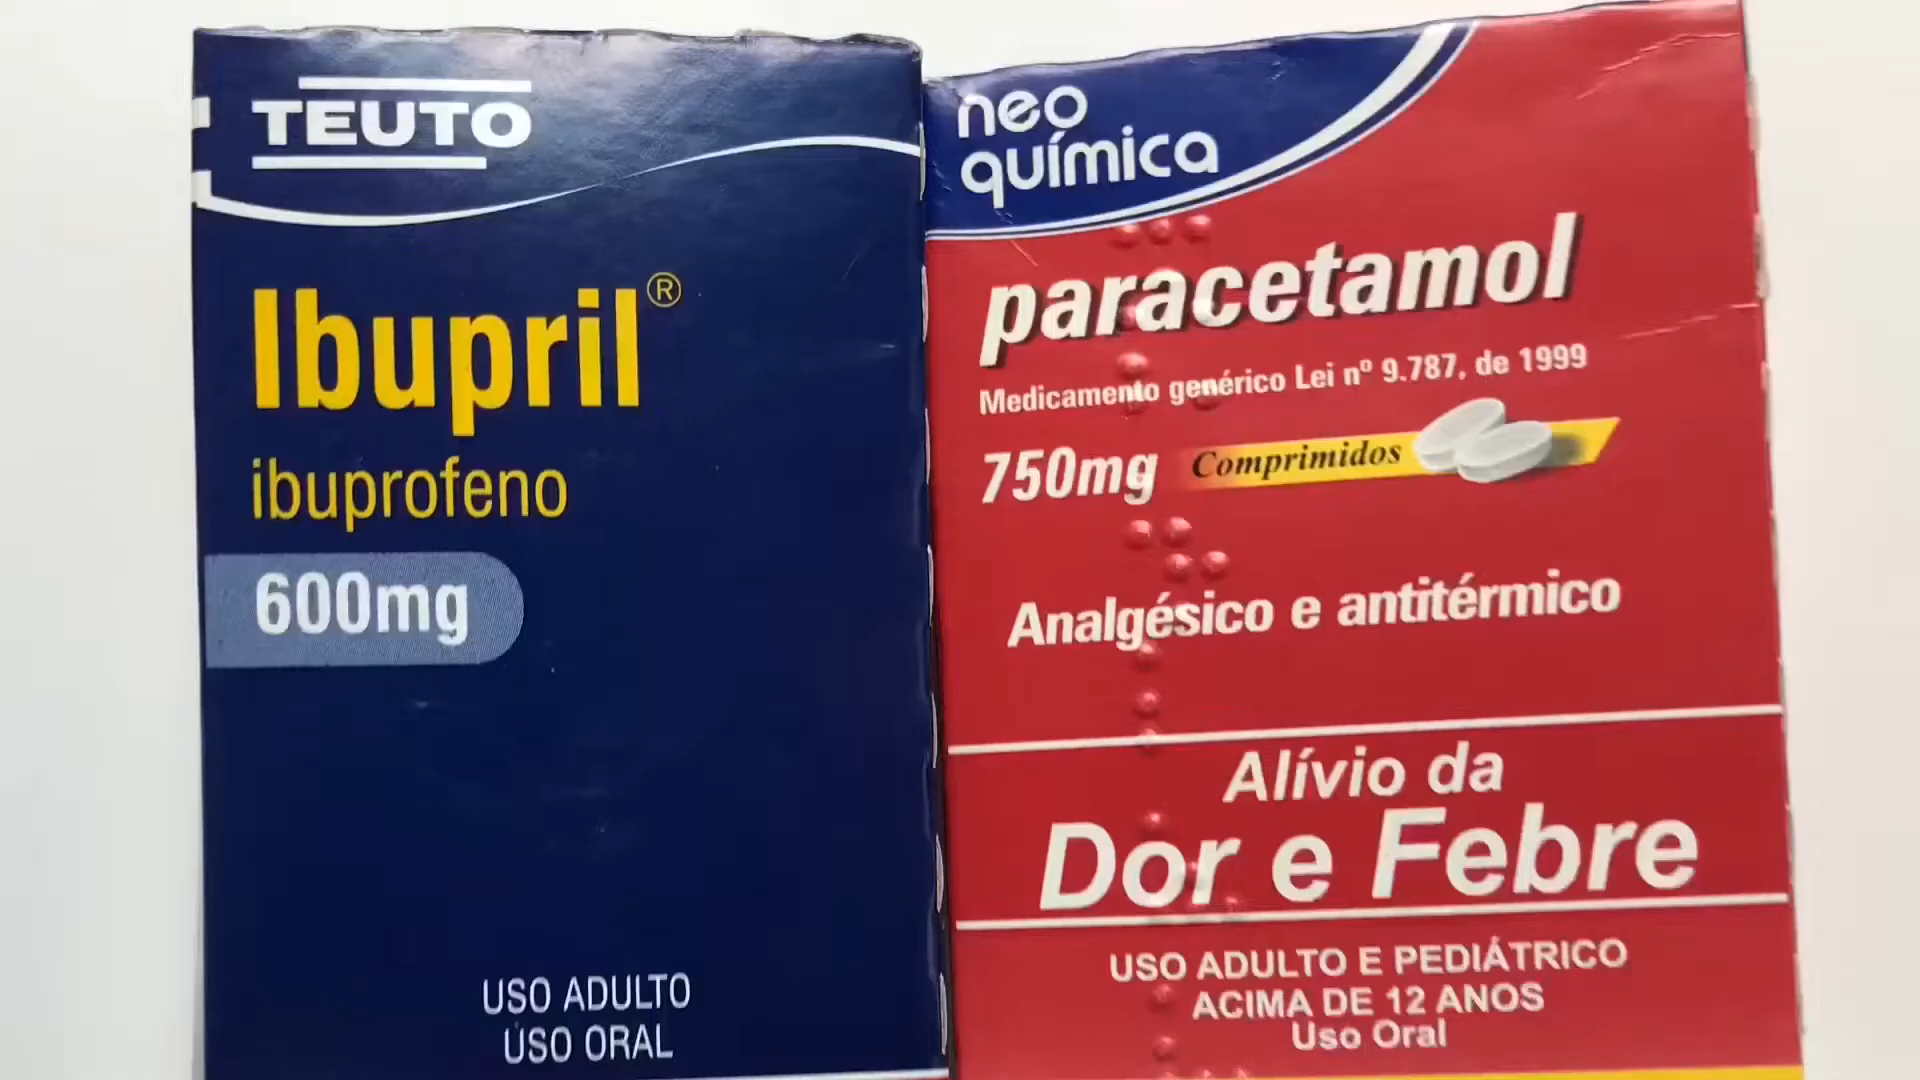 TEUTO
Ibupril®
ibuprofeno
600mg
USO ADULTO
USO ORAL
neo
química
paracetamol
Medicamento genérico Lei nº 9.787, de 1999
750mg Comprimidos
Analgésico e antitérmico
Alívio da
Dor e Febre
USO ADULTO E PEDIÁTRICO
ACIMA DE 12 ANOS
Uso Oral